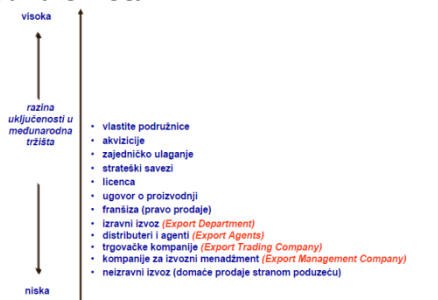 visoka
razina
uključenosti u
međunarodna
tržišta
• vlastite podružnice
• akvizicije
• zajedničko ulaganje
• strateški savezi
• licenca
• ugovor o proizvodnji
• franšiza (pravo prodaje)
• izravni izvoz (Export Department)
• distributeri i agenti (Export Agents)
• trgovačke kompanije (Export Trading Company)
• kompanije za izvozni menadžment (Export Management Company)
• neizravni izvoz (domaće prodaje stranom poduzeću)
niska